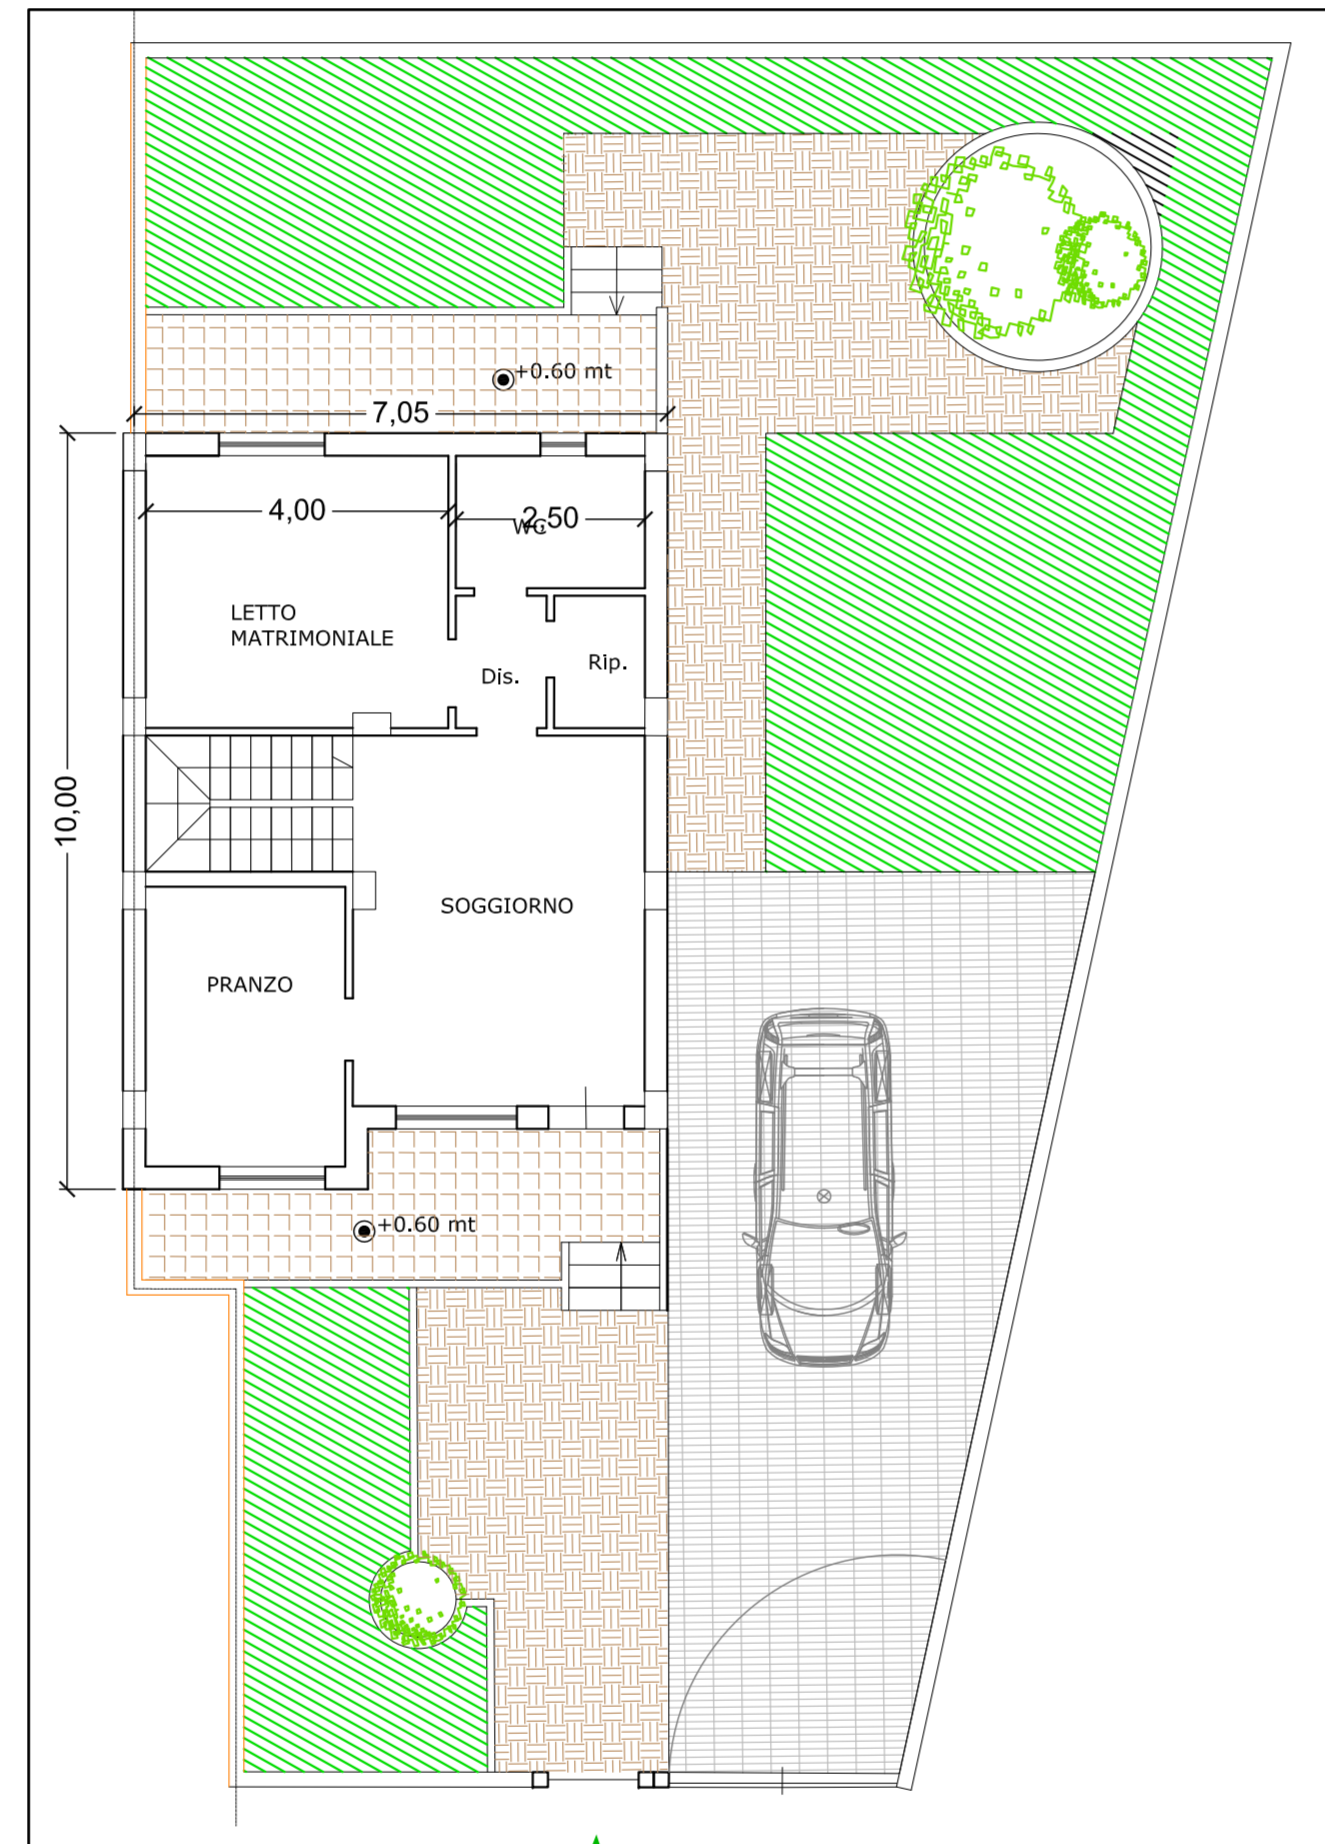 +0.60 mt
7,05
4,00
2,50
WC
LETTO
MATRIMONIALE
Dis.
Rip.
10,00
SOGGIORNO
PRANZO
+0.60 mt